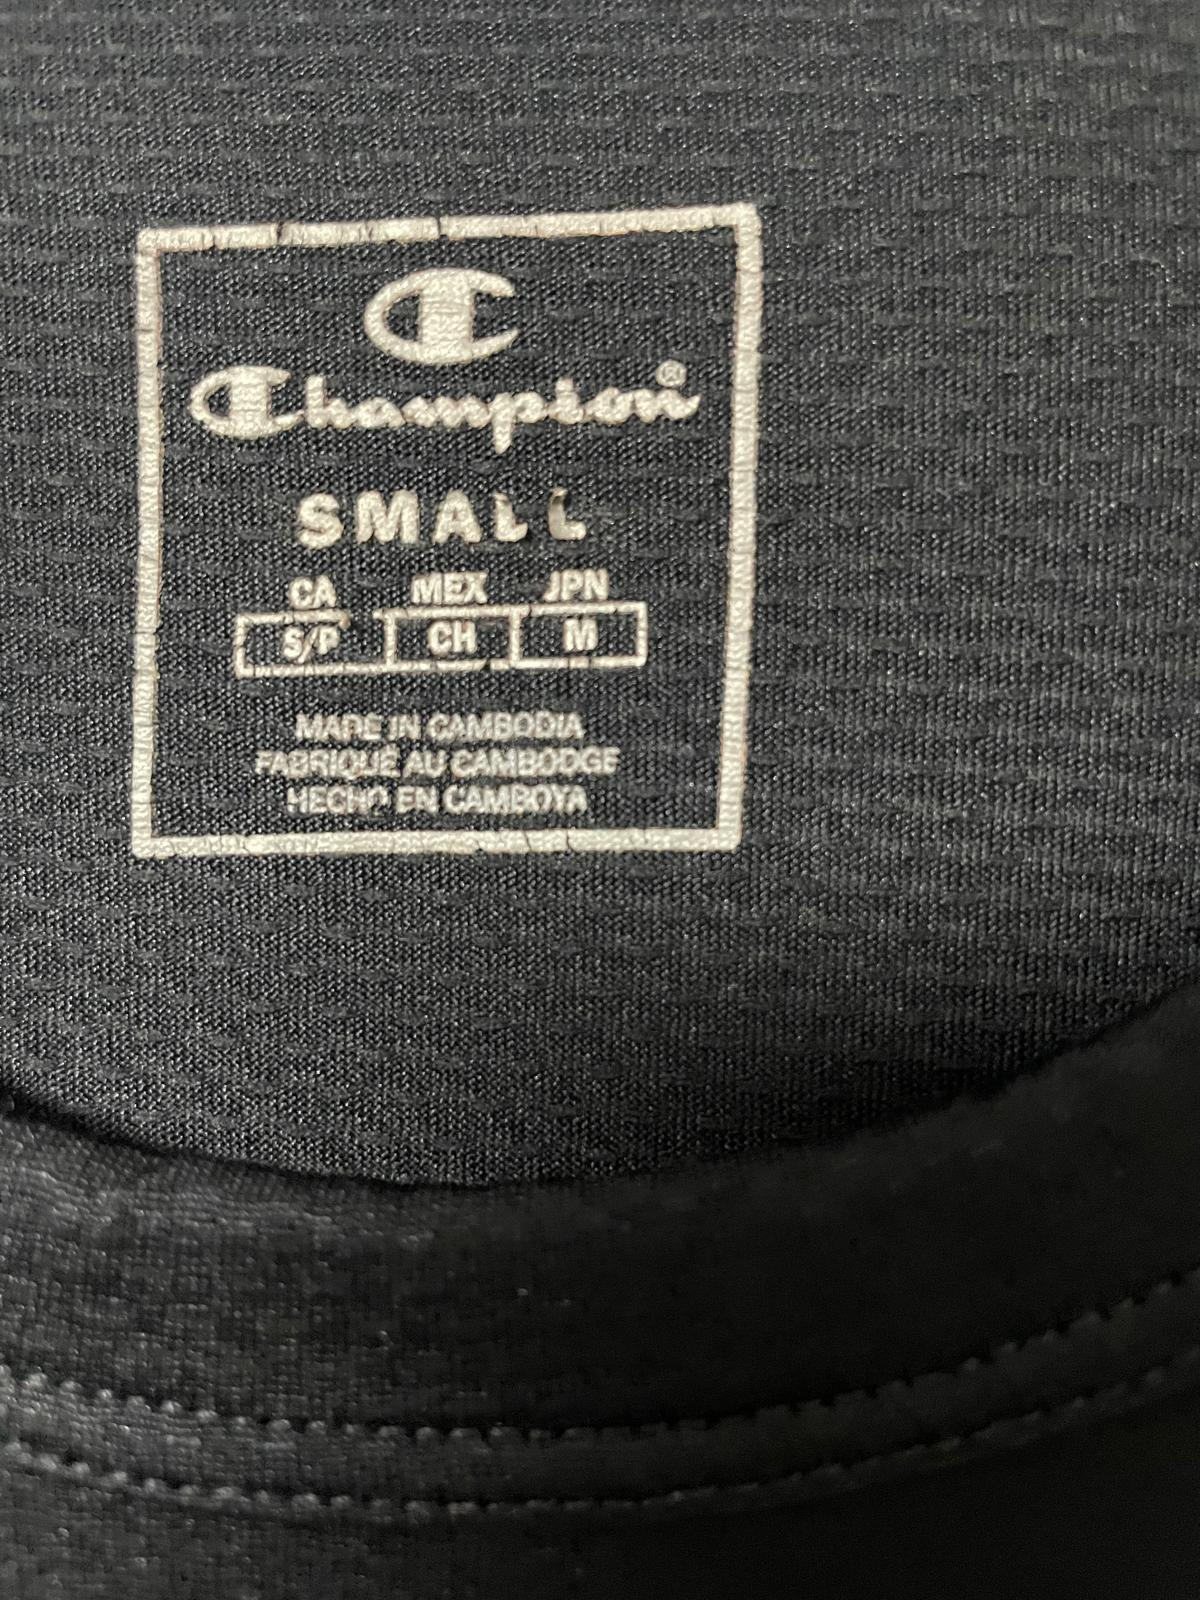 Champion®
SMALL
CA MEX JPN
S/P CH M
MADE IN CAMBODIA
FABRIQUÉ AU CAMBODGE
HECHO EN CAMBOYA